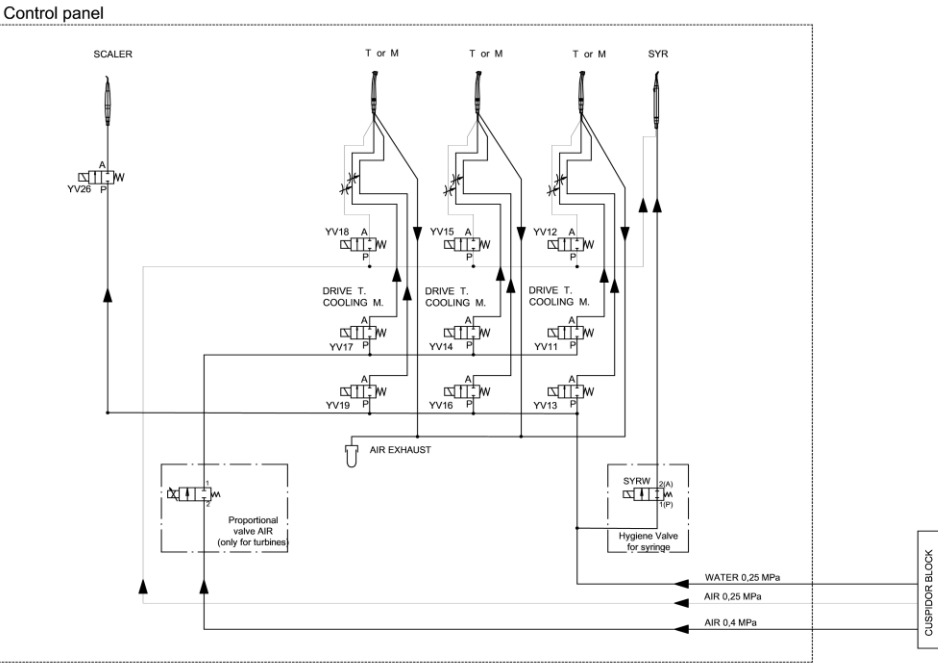 Control panel
SCALER
T or M
T or M
T or M
SYR
A
YV26
P
YV18 A
P
YV15 A
P
YV12 A
P
DRIVE T.
COOLING M.
DRIVE T.
COOLING M.
DRIVE T.
COOLING M.
A
YV17 P
A
YV14 P
A
YV11 P
A
YV19 P
A
YV16 P
A
YV13 P
AIR EXHAUST
1
2
Proportional
valve AIR
(only for turbines)
SYRW 2(A)
1(P)
Hygiene Valve
for syringe
WATER 0,25 MPa
AIR 0,25 MPa
AIR 0,4 MPa
CUSPIDOR BLOCK